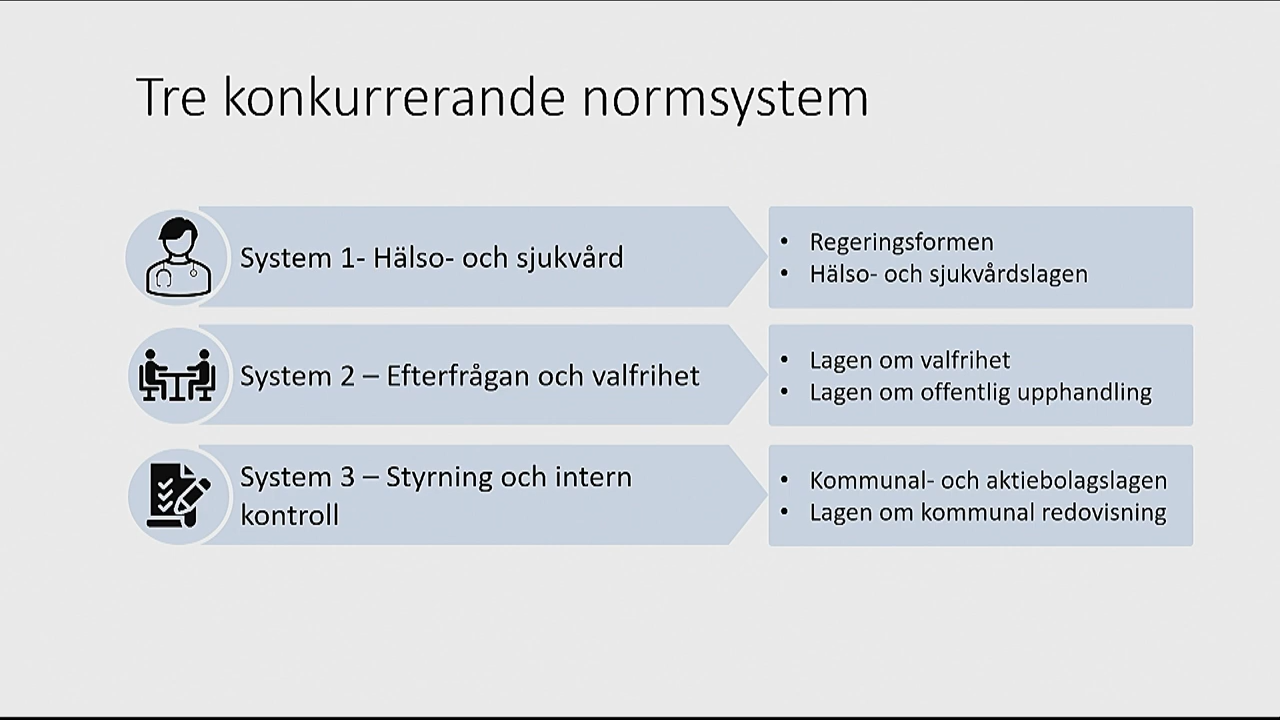 Tre konkurrerande normsystem
System 1- Hälso- och sjukvård
• Regeringsformen
• Hälso- och sjukvårdslagen
System 2 – Efterfrågan och valfrihet
• Lagen om valfrihet
• Lagen om offentlig upphandling
System 3 – Styrning och intern
kontroll
• Kommunal- och aktiebolagslagen
• Lagen om kommunal redovisning